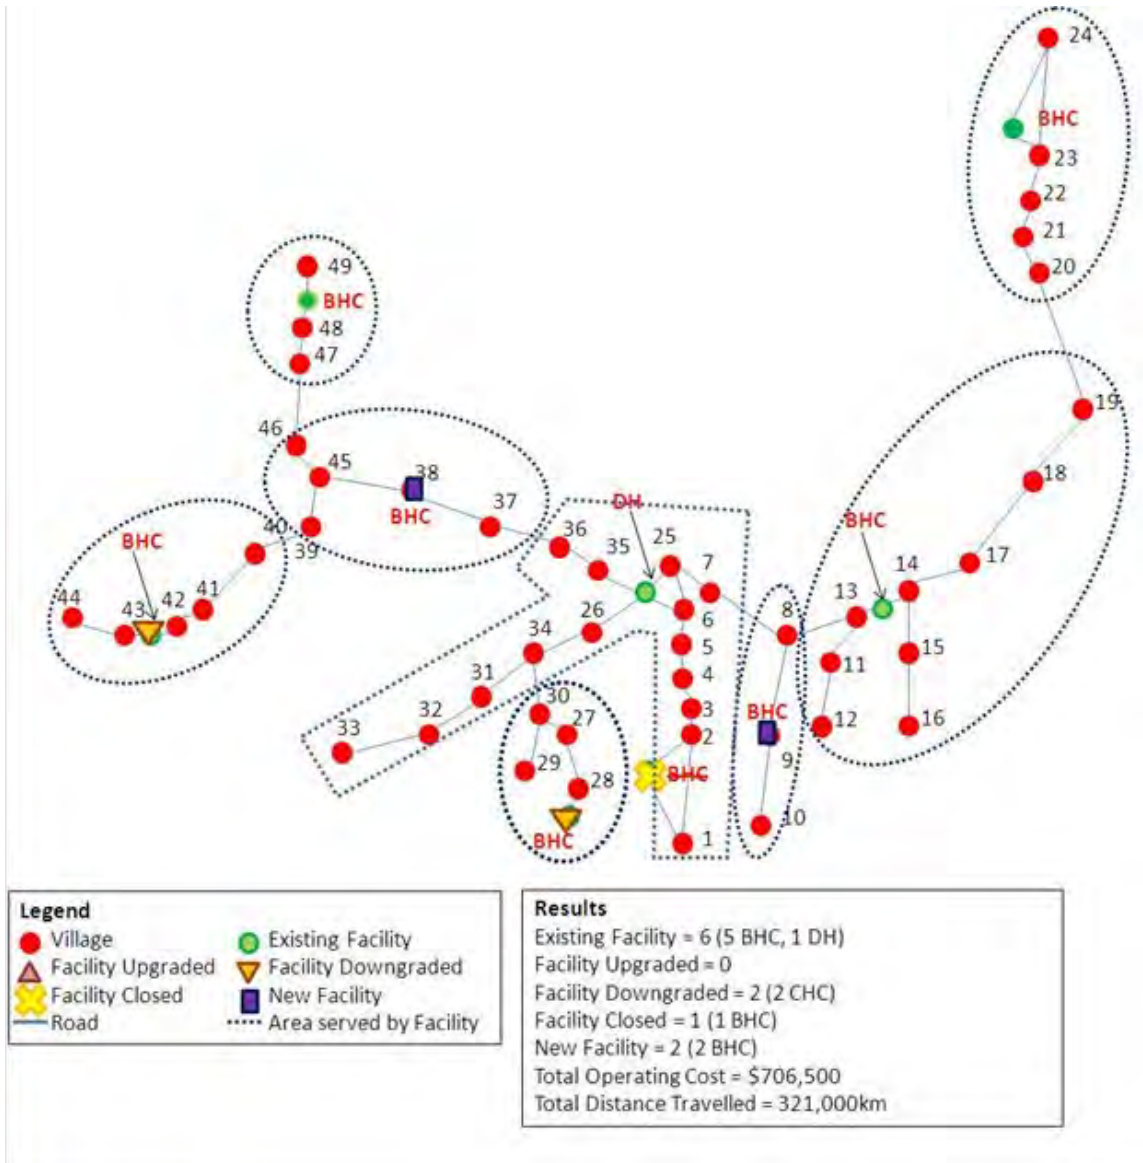 24
BHC
23
22
21
20
49
BHC
48
47
19
46
45
38
18
BHC
37
DH
BHC
36
25
7
40
39
BHC
35
17
14
44
43
42
41
26
6
8
13
34
5
11
15
31
4
30
27
3
BHC
12
16
33
32
2
29
28
BHC
9
BHC
10
1
Legend
Village
Existing Facility
Facility Upgraded
Facility Downgraded
Facility Closed
New Facility
Road
Area served by Facility
Results
Existing Facility = 6 (5 BHC, 1 DH)
Facility Upgraded = 0
Facility Downgraded = 2 (2 CHC)
Facility Closed = 1 (1 BHC)
New Facility = 2 (2 BHC)
Total Operating Cost = $706,500
Total Distance Travelled = 321,000km